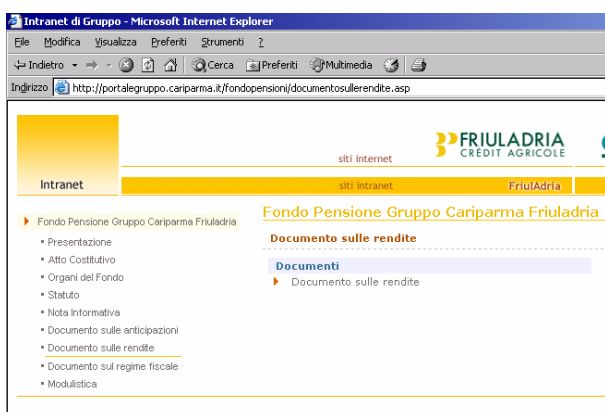 Intranet di Gruppo - Microsoft Internet Explorer
File Modifica Visualizza Preferiti Strumenti ?
Indietro Cerca Preferiti Multimedia
Indirizzo http://portalegruppo.cariparma.it/fondopensioni/documentosullerendite.asp
siti internet FRIULADRIA
CRÉDIT AGRICOLE
Intranet siti intranet FriulAdria
Fondo Pensione Gruppo Cariparma Friuladria
Fondo Pensione Gruppo Cariparma Friuladria
Documento sulle rendite
Documenti
Documento sulle rendite
Presentazione
Atto Costitutivo
Organi del Fondo
Statuto
Nota Informativa
Documento sulle anticipazioni
Documento sulle rendite
Documento sul regime fiscale
Modulistica